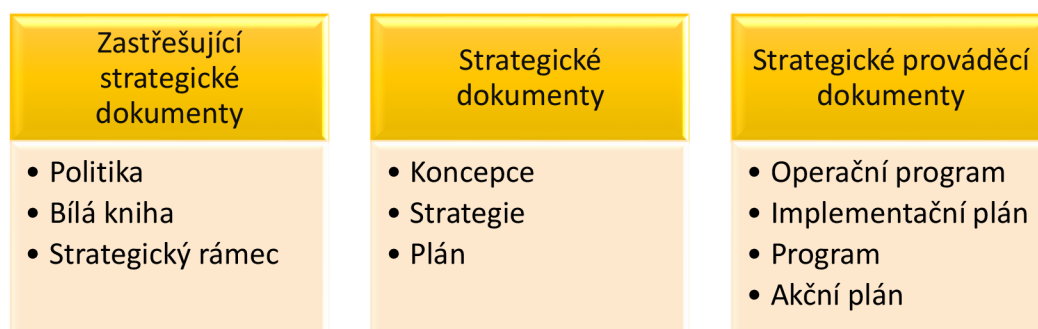 Zastřešující
strategické
dokumenty
• Politika
• Bílá kniha
• Strategický rámec
Strategické
dokumenty
• Koncepce
• Strategie
• Plán
Strategické prováděcí
dokumenty
• Operační program
• Implementační plán
• Program
• Akční plán